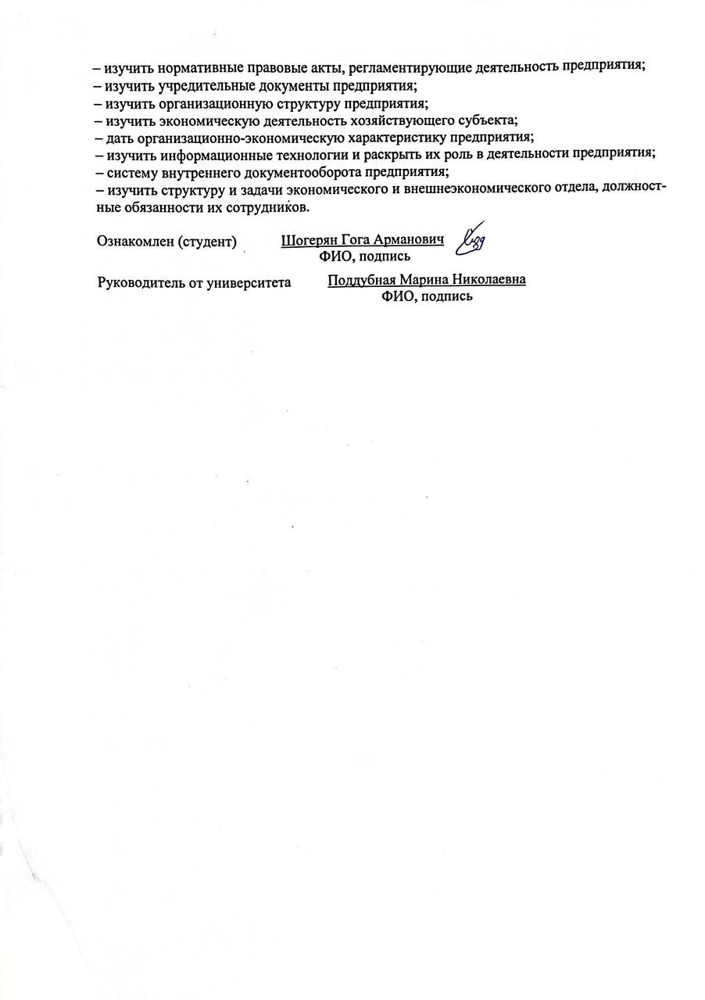 – изучить нормативные правовые акты, регламентирующие деятельность предприятия;
– изучить учредительные документы предприятия;
– изучить организационную структуру предприятия;
– изучить экономическую деятельность хозяйствующего субъекта;
– дать организационно-экономическую характеристику предприятия;
– изучить информационные технологии и раскрыть их роль в деятельности предприятия;
– систему внутреннего документооборота предприятия;
– изучить структуру и задачи экономического и внешнеэкономического отдела, должност-
ные обязанности их сотрудников.
Ознакомлен (студент) Шогерян Гога Арманович
ФИО, подпись
Руководитель от университета Поддубная Марина Николаевна
ФИО, подпись